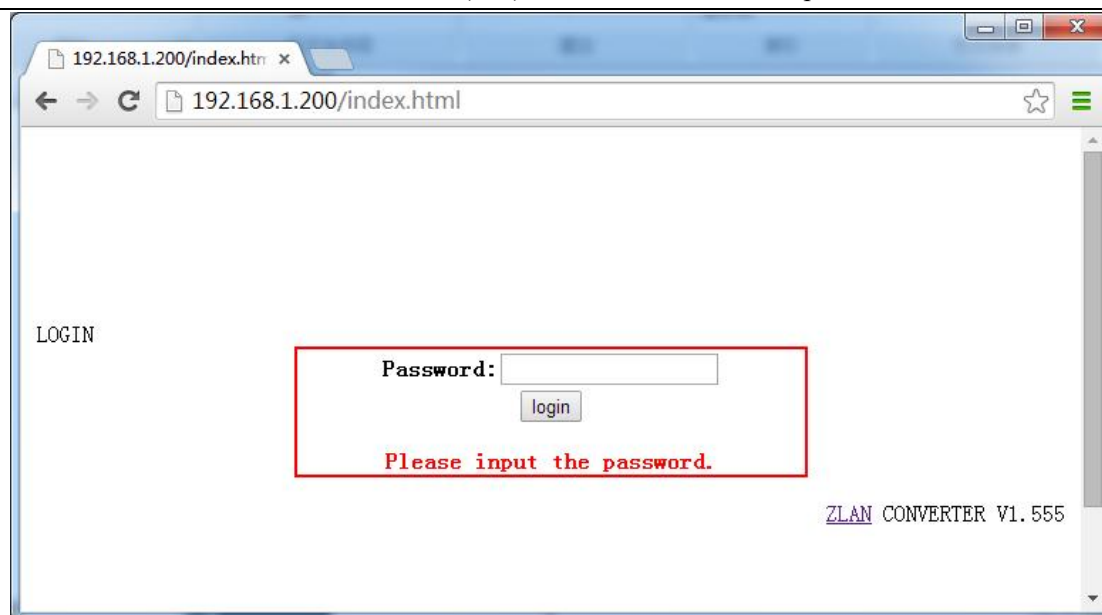 192.168.1.200/index.htm
192.168.1.200/index.html
LOGIN
Password:
login
Please input the password.
ZLAN CONVERTER V1.555